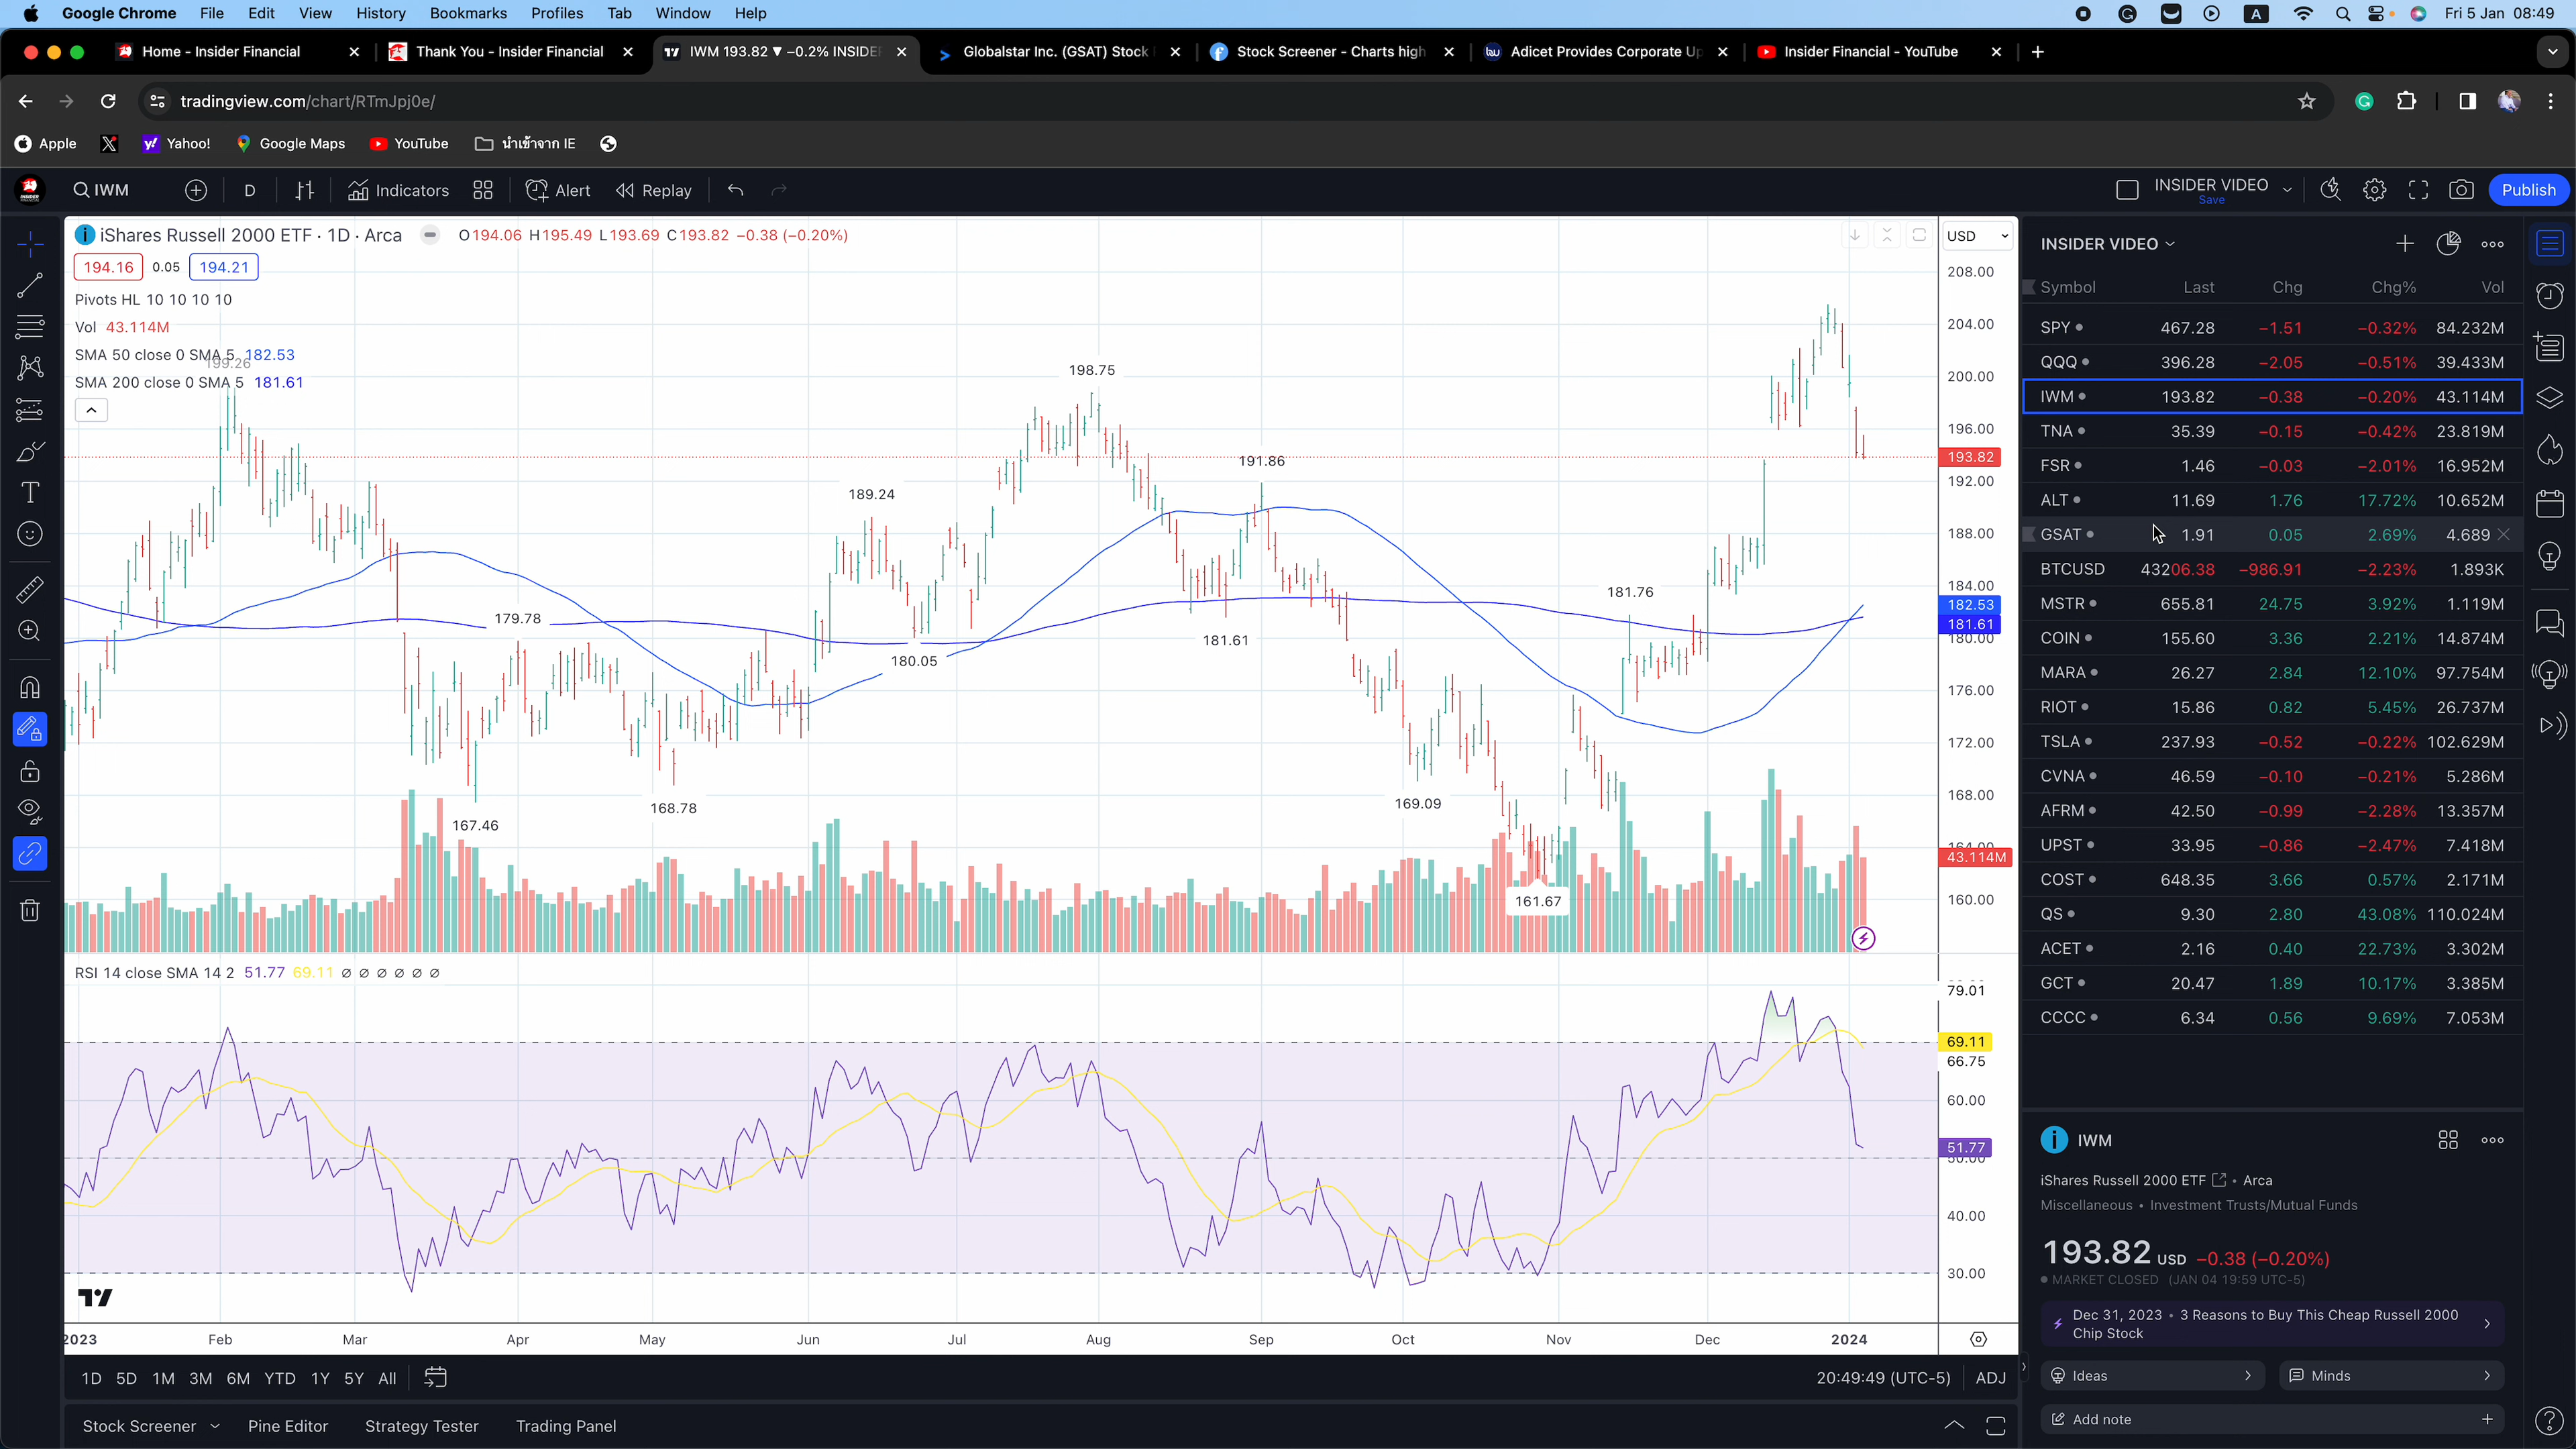 Google Chrome File Edit View History Bookmarks Profiles Tab Window Help A Fri 5 Jan 08:49
Home - Insider Financial Thank You - Insider Financial IWM 193.82 ▼ −0.2% INSIDER Globalstar Inc. (GSAT) Stock Stock Screener - Charts high Adicet Provides Corporate Up Insider Financial - YouTube
tradingview.com/chart/RTmJpj0e/
Apple Yahoo! Google Maps YouTube นำเข้าจาก IE
IWM D Indicators Alert Replay INSIDER VIDEO Save Publish
iShares Russell 2000 ETF · 1D · Arca O194.06 H195.49 L193.69 C193.82 −0.38 (−0.20%) USD
194.16 0.05 194.21
Pivots HL 10 10 10 10
Vol 43.114M
SMA 50 close 0 SMA 5 182.53
SMA 200 close 0 SMA 5 181.61
199.26
198.75
191.86
189.24
181.76
179.78
181.61
180.05
169.09
168.78
167.46
161.67
208.00
204.00
200.00
196.00
193.82
192.00
188.00
184.00
182.53
181.61
180.00
176.00
172.00
168.00
164.00
43.114M
160.00
RSI 14 close SMA 14 2 51.77 69.11 ∅ ∅ ∅ ∅ ∅ ∅
79.01
69.11
66.75
60.00
51.77
50.00
40.00
30.00
2023 Feb Mar Apr May Jun Jul Aug Sep Oct Nov Dec 2024
1D 5D 1M 3M 6M YTD 1Y 5Y All 20:49:49 (UTC-5) ADJ
Stock Screener Pine Editor Strategy Tester Trading Panel
INSIDER VIDEO
Symbol Last Chg Chg% Vol
SPY 467.28 −1.51 −0.32% 84.232M
QQQ 396.28 −2.05 −0.51% 39.433M
IWM 193.82 −0.38 −0.20% 43.114M
TNA 35.39 −0.15 −0.42% 23.819M
FSR 1.46 −0.03 −2.01% 16.952M
ALT 11.69 1.76 17.72% 10.652M
GSAT 1.91 0.05 2.69% 4.689
BTCUSD 43206.38 −986.91 −2.23% 1.893K
MSTR 655.81 24.75 3.92% 1.119M
COIN 155.60 3.36 2.21% 14.874M
MARA 26.27 2.84 12.10% 97.754M
RIOT 15.86 0.82 5.45% 26.737M
TSLA 237.93 −0.52 −0.22% 102.629M
CVNA 46.59 −0.10 −0.21% 5.286M
AFRM 42.50 −0.99 −2.28% 13.357M
UPST 33.95 −0.86 −2.47% 7.418M
COST 648.35 3.66 0.57% 2.171M
QS 9.30 2.80 43.08% 110.024M
ACET 2.16 0.40 22.73% 3.302M
GCT 20.47 1.89 10.17% 3.385M
CCCC 6.34 0.56 9.69% 7.053M
IWM
iShares Russell 2000 ETF • Arca
Miscellaneous • Investment Trusts/Mutual Funds
193.82 USD −0.38 (−0.20%)
MARKET CLOSED (JAN 04 19:59 UTC-5)
Dec 31, 2023 • 3 Reasons to Buy This Cheap Russell 2000
Chip Stock
Ideas Minds
Add note